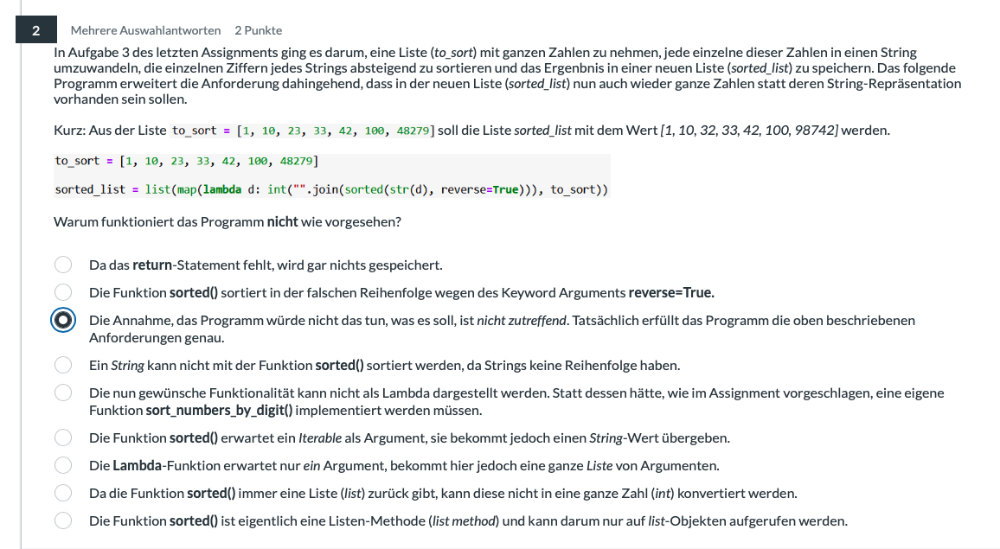 2 Mehrere Auswahlantworten 2 Punkte
In Aufgabe 3 des letzten Assignments ging es darum, eine Liste (to_sort) mit ganzen Zahlen zu nehmen, jede einzelne dieser Zahlen in einen String
umzuwandeln, die einzelnen Ziffern jedes Strings absteigend zu sortieren und das Ergenbnis in einer neuen Liste (sorted_list) zu speichern. Das folgende
Programm erweitert die Anforderung dahingehend, dass in der neuen Liste (sorted_list) nun auch wieder ganze Zahlen statt deren String-Repräsentation
vorhanden sein sollen.
Kurz: Aus der Liste to_sort = [1, 10, 23, 33, 42, 100, 48279] soll die Liste sorted_list mit dem Wert [1, 10, 32, 33, 42, 100, 98742] werden.
to_sort = [1, 10, 23, 33, 42, 100, 48279]
sorted_list = list(map(lambda d: int("".join(sorted(str(d), reverse=True))), to_sort))
Warum funktioniert das Programm nicht wie vorgesehen?
Da das return-Statement fehlt, wird gar nichts gespeichert.
Die Funktion sorted() sortiert in der falschen Reihenfolge wegen des Keyword Arguments reverse=True.
Die Annahme, das Programm würde nicht das tun, was es soll, ist nicht zutreffend. Tatsächlich erfüllt das Programm die oben beschriebenen
Anforderungen genau.
Ein String kann nicht mit der Funktion sorted() sortiert werden, da Strings keine Reihenfolge haben.
Die nun gewünsche Funktionalität kann nicht als Lambda dargestellt werden. Statt dessen hätte, wie im Assignment vorgeschlagen, eine eigene
Funktion sort_numbers_by_digit() implementiert werden müssen.
Die Funktion sorted() erwartet ein Iterable als Argument, sie bekommt jedoch einen String-Wert übergeben.
Die Lambda-Funktion erwartet nur ein Argument, bekommt hier jedoch eine ganze Liste von Argumenten.
Da die Funktion sorted() immer eine Liste (list) zurück gibt, kann diese nicht in eine ganze Zahl (int) konvertiert werden.
Die Funktion sorted() ist eigentlich eine Listen-Methode (list method) und kann darum nur auf list-Objekten aufgerufen werden.